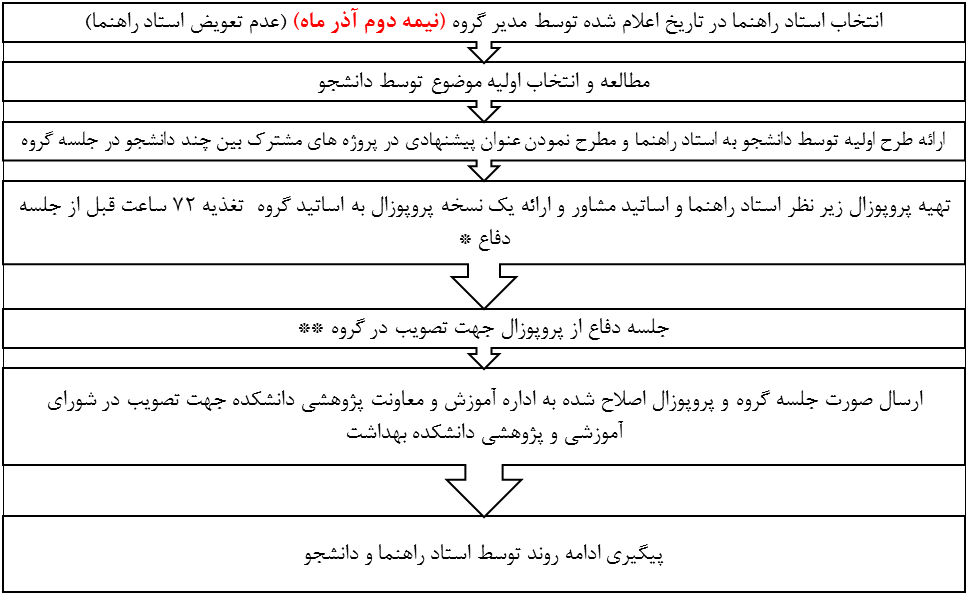 انتخاب استاد راهنما در تاریخ اعلام شده توسط مدیر گروه (نیمه دوم آذر ماه) (عدم تعویض استاد راهنما)
مطالعه و انتخاب اولیه موضوع توسط دانشجو
ارائه طرح اولیه توسط دانشجو به استاد راهنما و مطرح نمودن عنوان پیشنهادی در پروژه های مشترک بین چند دانشجو در جلسه گروه
تهیه پروپوزال زیر نظر استاد راهنما و اساتید مشاور و ارائه یک نسخه پروپوزال به اساتید گروه تغذیه ۷۲ ساعت قبل از جلسه
دفاع *
جلسه دفاع از پروپوزال جهت تصویب در گروه **
ارسال صورت جلسه گروه و پروپوزال اصلاح شده به اداره آموزش و معاونت پژوهشی دانشکده جهت تصویب در شورای
آموزشی و پژوهشی دانشکده بهداشت
پیگیری ادامه روند توسط استاد راهنما و دانشجو